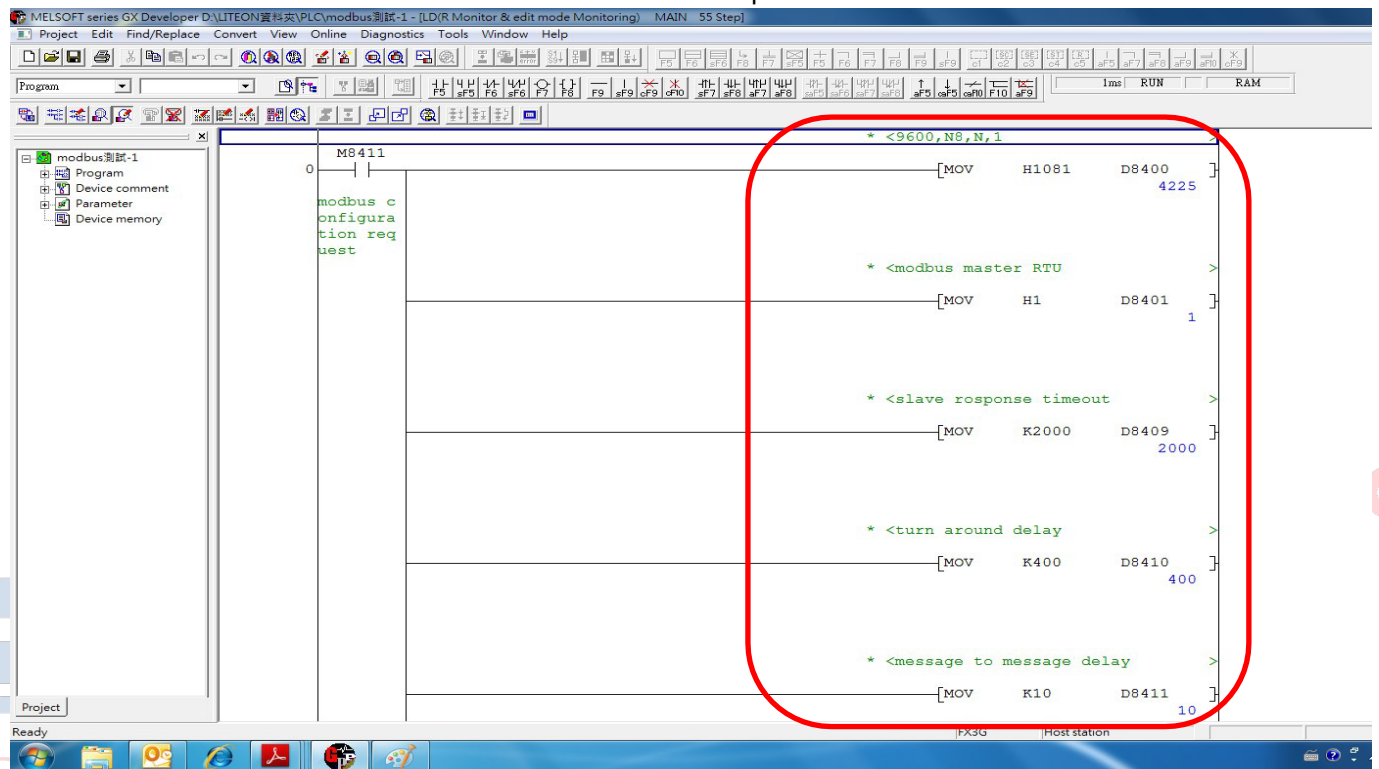 MELSOFT series GX Developer D:\LITEON資料夾\PLC\modbus測試-1 - [LD(R Monitor & edit mode Monitoring) MAIN 55 Step]
Project Edit Find/Replace Convert View Online Diagnostics Tools Window Help
Program
1ms RUN RAM
modbus測試-1
Program
Device comment
Parameter
Device memory
* <9600,N8,N,1 >
M8411
0
[MOV H1081 D8400 ]
4225
modbus c
onfigura
tion req
uest
* <modbus master RTU >
[MOV H1 D8401 ]
1
* <slave rosponse timeout >
[MOV K2000 D8409 ]
2000
* <turn around delay >
[MOV K400 D8410 ]
400
* <message to message delay >
[MOV K10 D8411 ]
10
Project
Ready
FX3G Host station